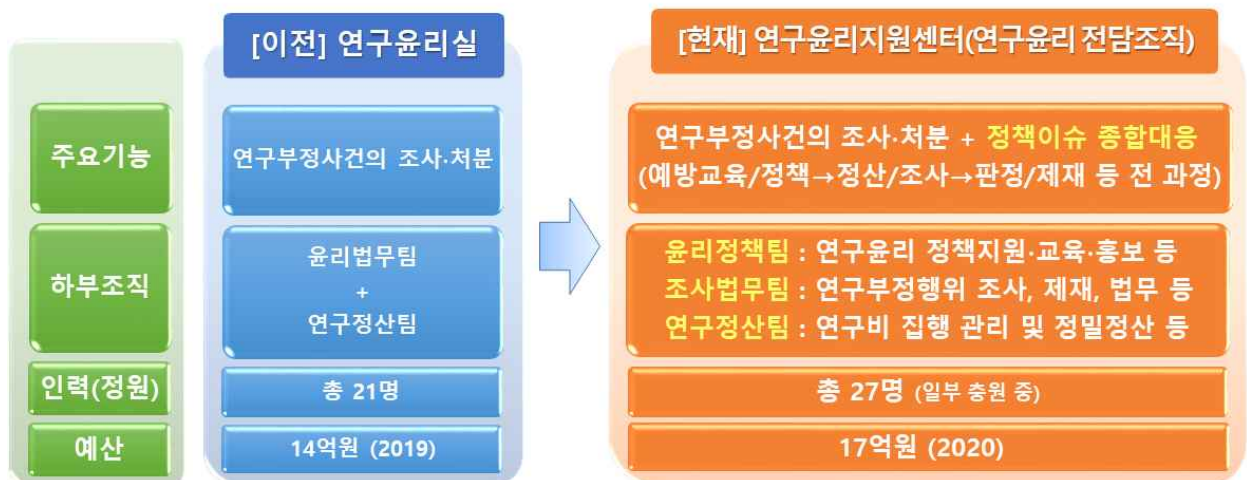 [이전] 연구윤리실
[현재] 연구윤리지원센터(연구윤리 전담조직)
주요기능
연구부정사건의 조사·처분
연구부정사건의 조사·처분 + 정책이슈 종합대응
(예방교육/정책→정산/조사→판정/제재 등 전 과정)
하부조직
윤리법무팀
+
연구정산팀
윤리정책팀 : 연구윤리 정책지원·교육·홍보 등
조사법무팀 : 연구부정행위 조사, 제재, 법무 등
연구정산팀 : 연구비 집행 관리 및 정밀정산 등
인력(정원)
총 21명
총 27명 (일부 충원 중)
예산
14억원 (2019)
17억원 (2020)